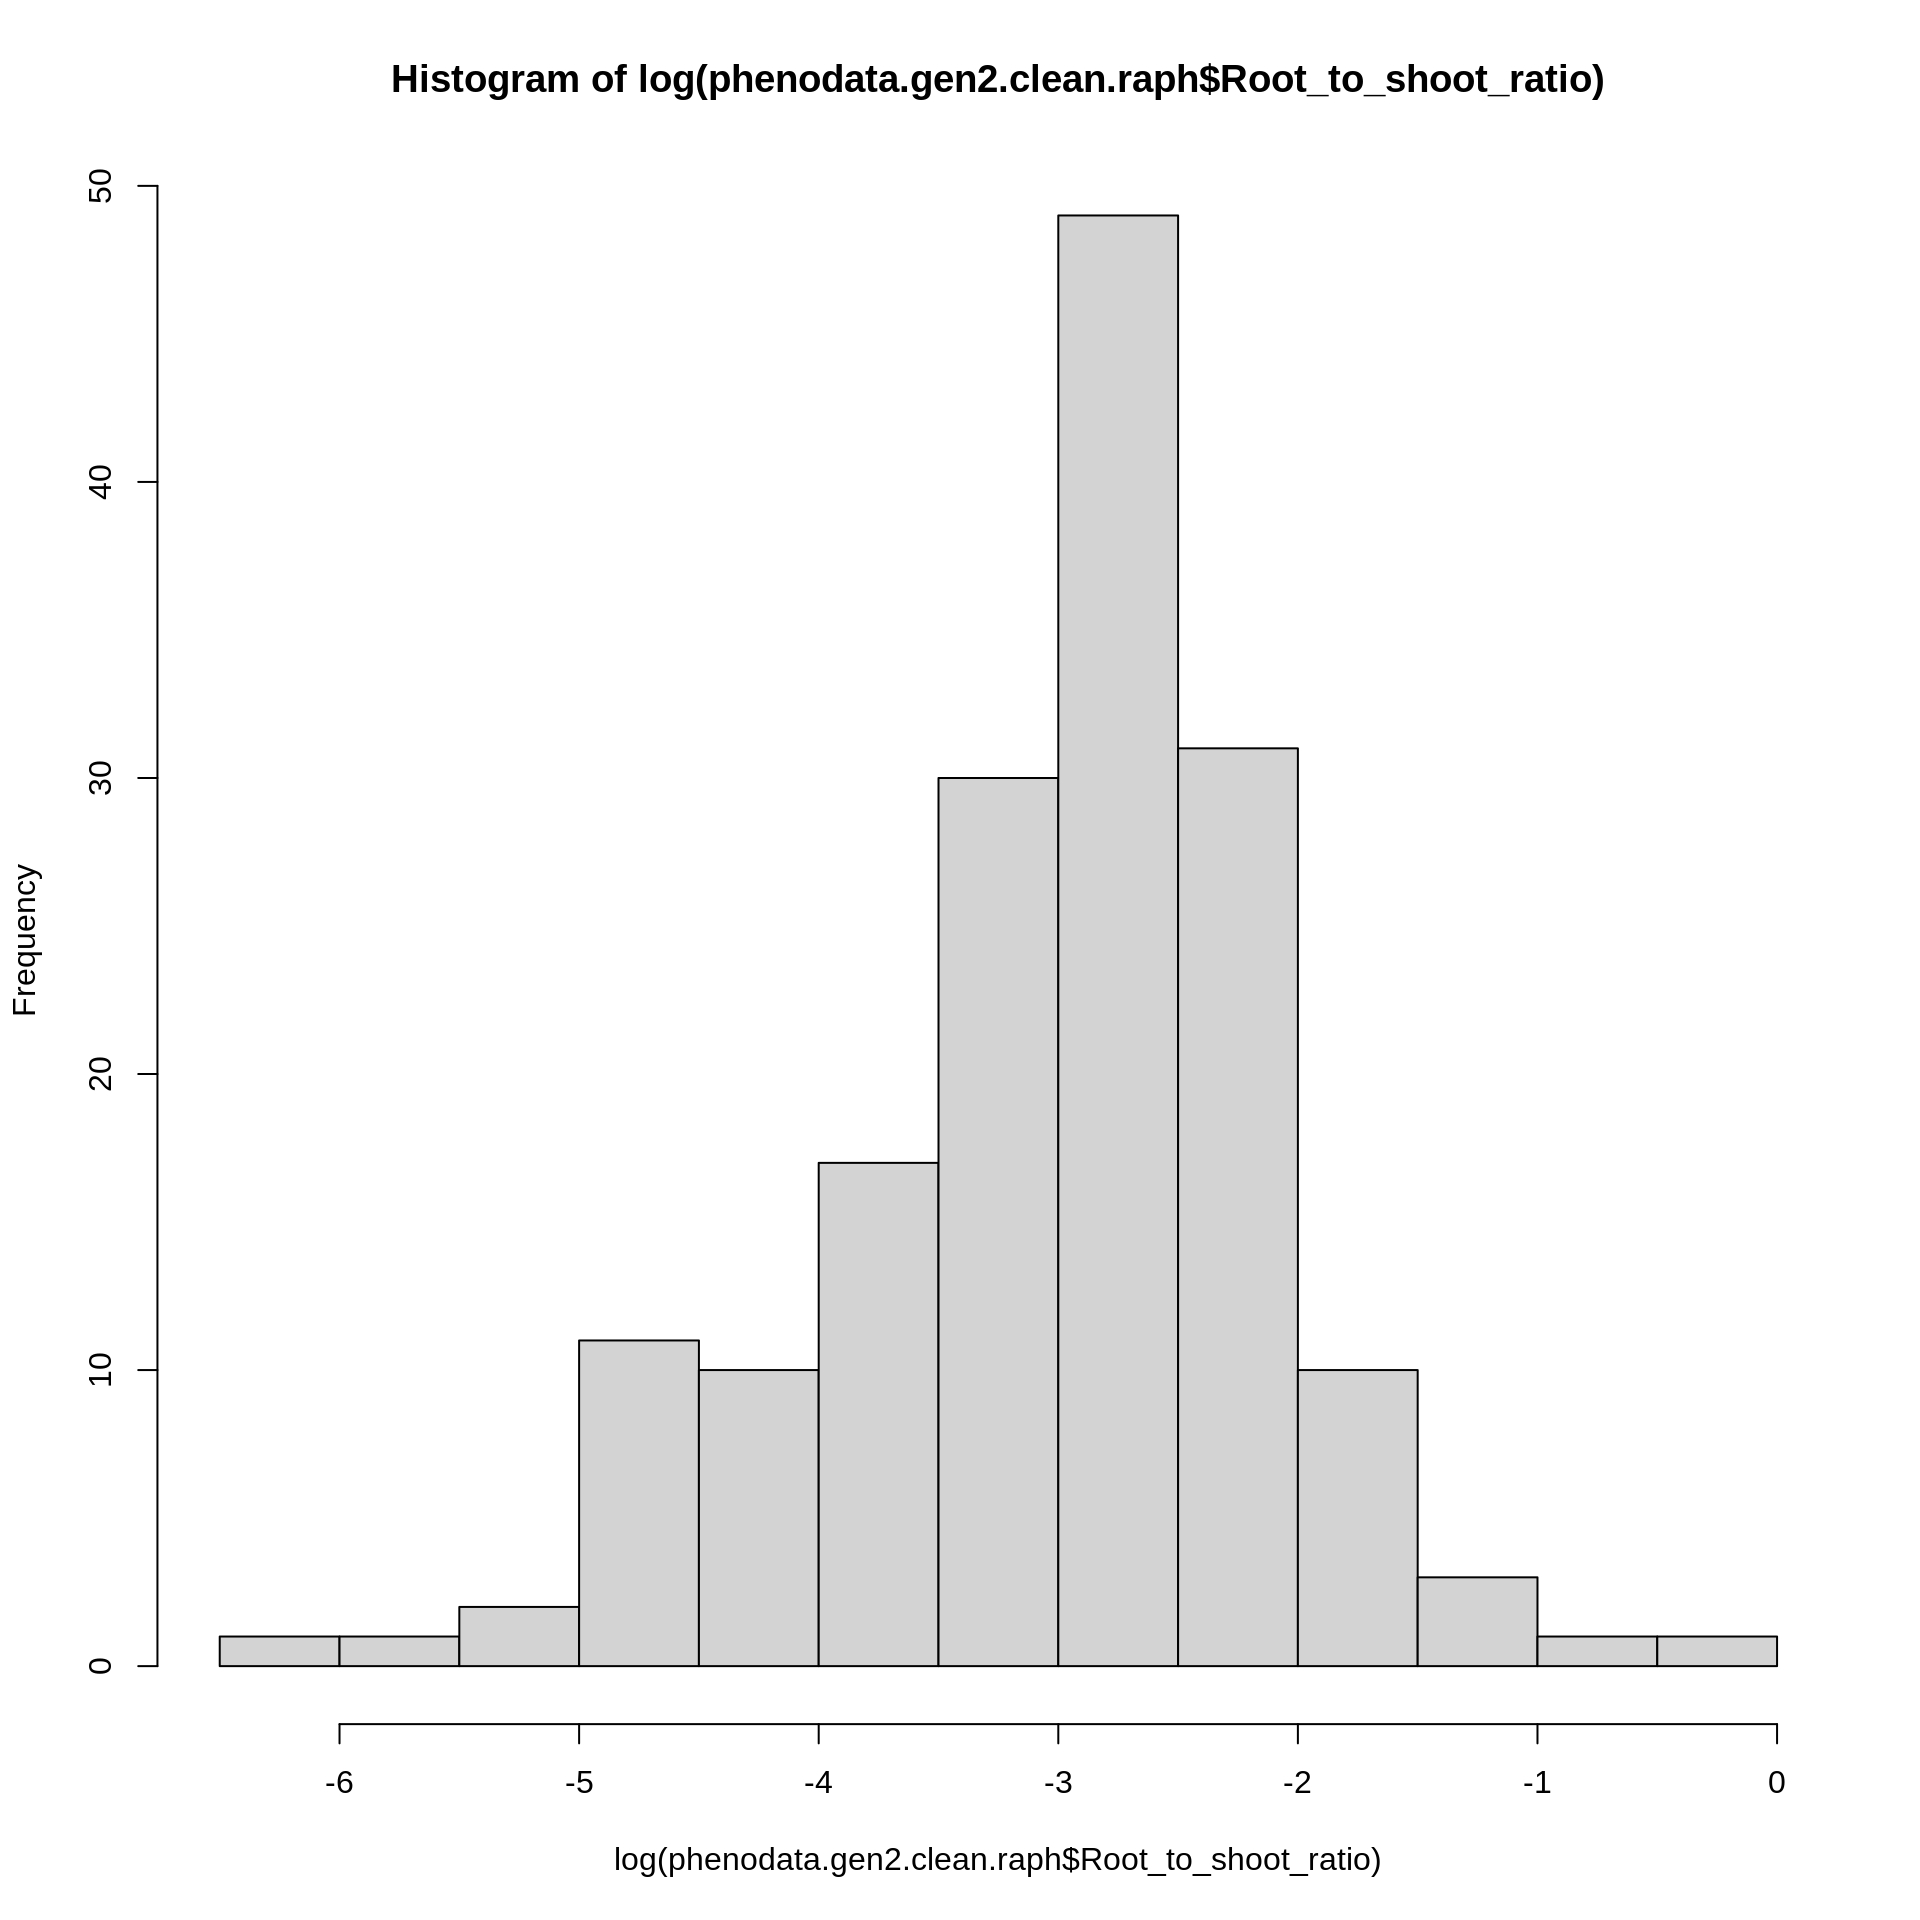 Histogram of log(phenodata.gen2.clean.raph$Root_to_shoot_ratio)
50
40
30
20
10
0
Frequency
-6 -5 -4 -3 -2 -1 0
log(phenodata.gen2.clean.raph$Root_to_shoot_ratio)